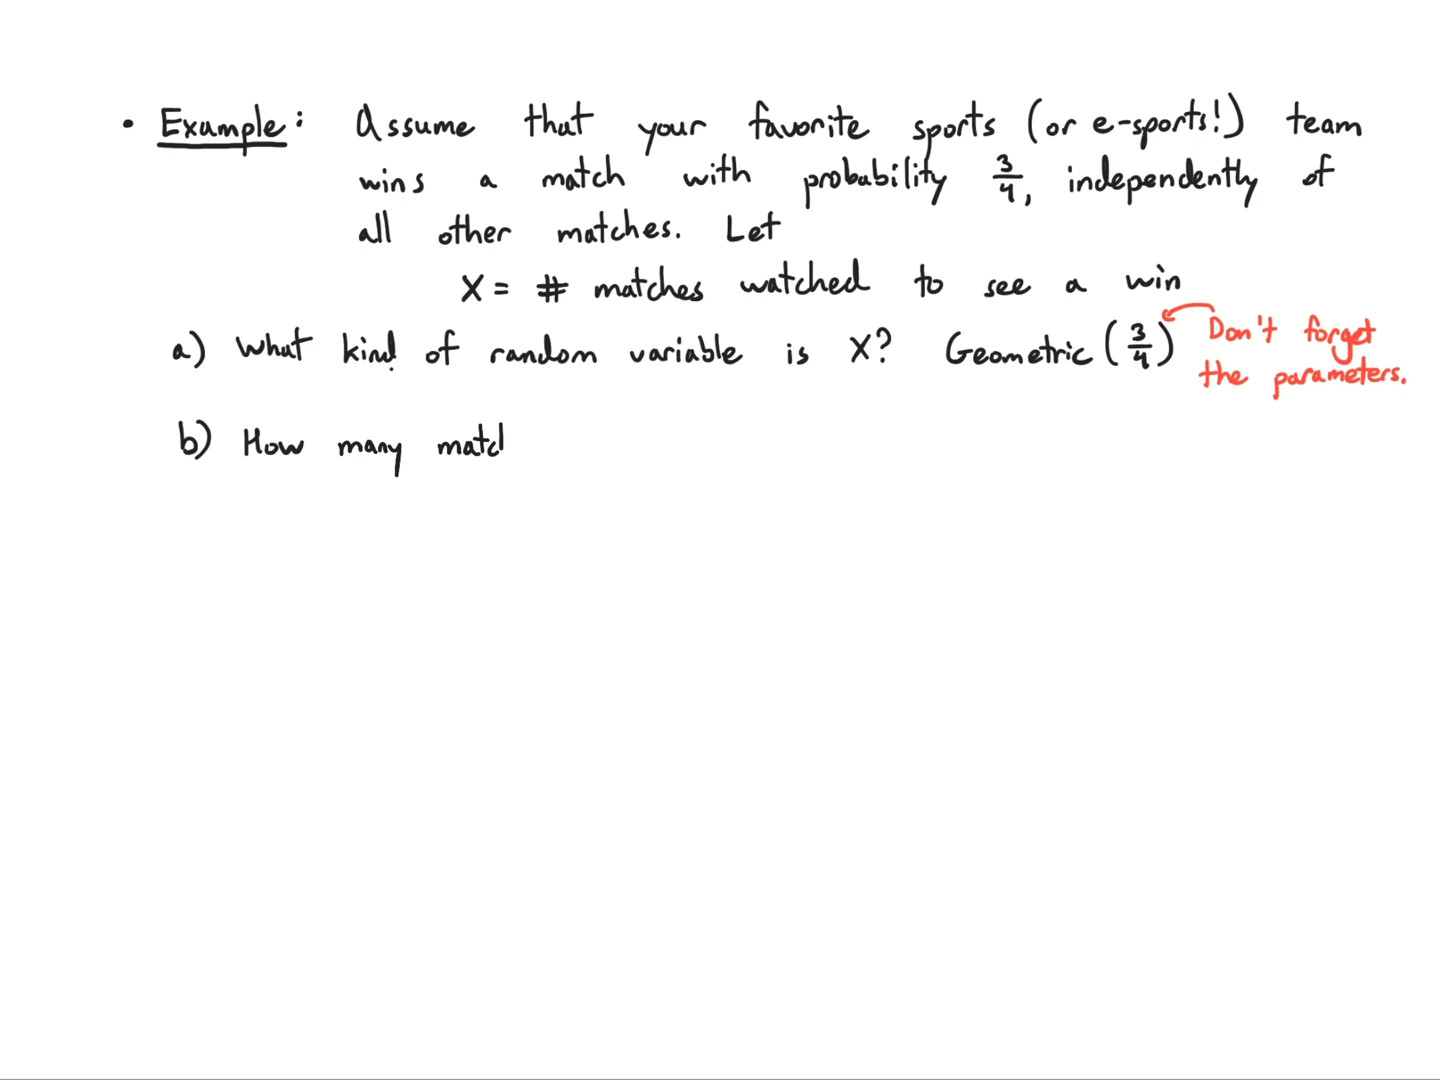 • Example: Assume that your favorite sports (or e-sports!) team
wins a match with probability 3/4, independently of
all other matches. Let
X = # matches watched to see a win
a) What kind of random variable is X? Geometric (3/4) Don't forget
the parameters.
b) How many matc